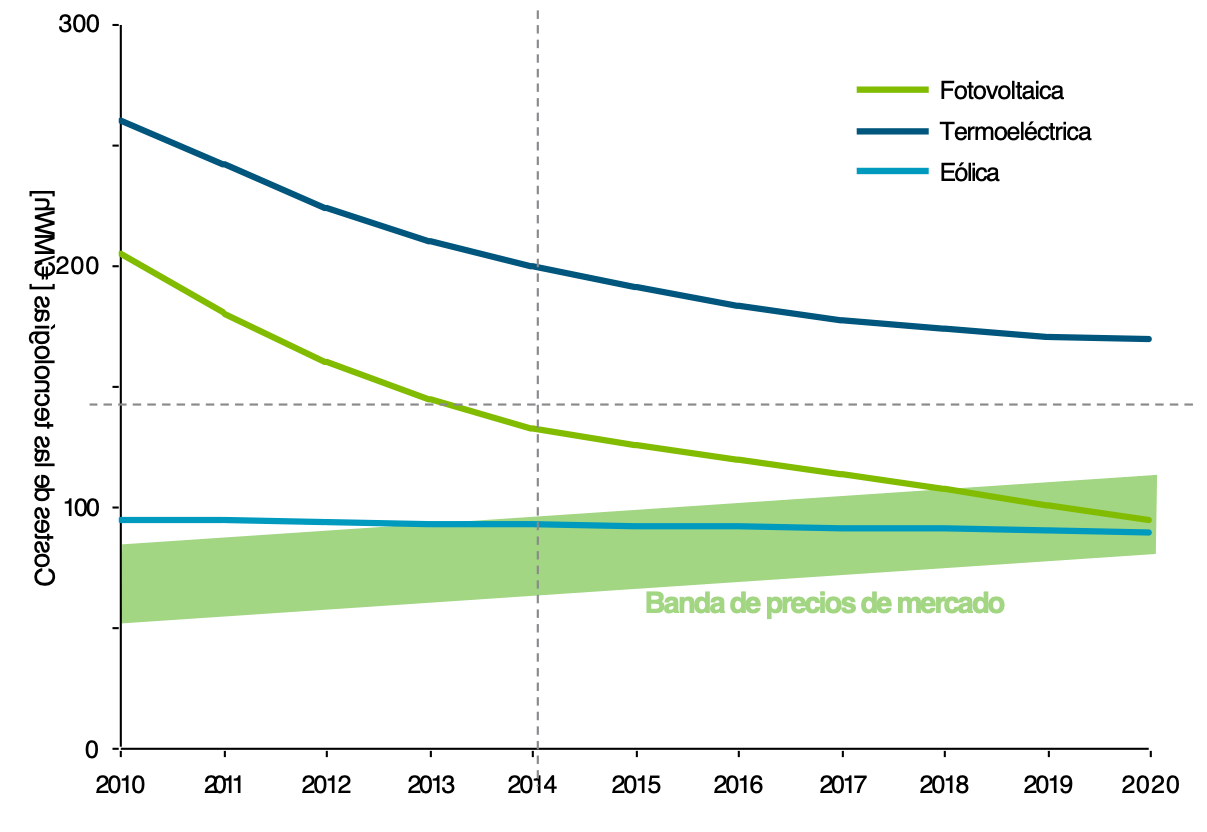 300
200
100
0
Costes de las tecnologías [€/MWh]
Fotovoltaica
Termoeléctrica
Eólica
Banda de precios de mercado
2010 2011 2012 2013 2014 2015 2016 2017 2018 2019 2020